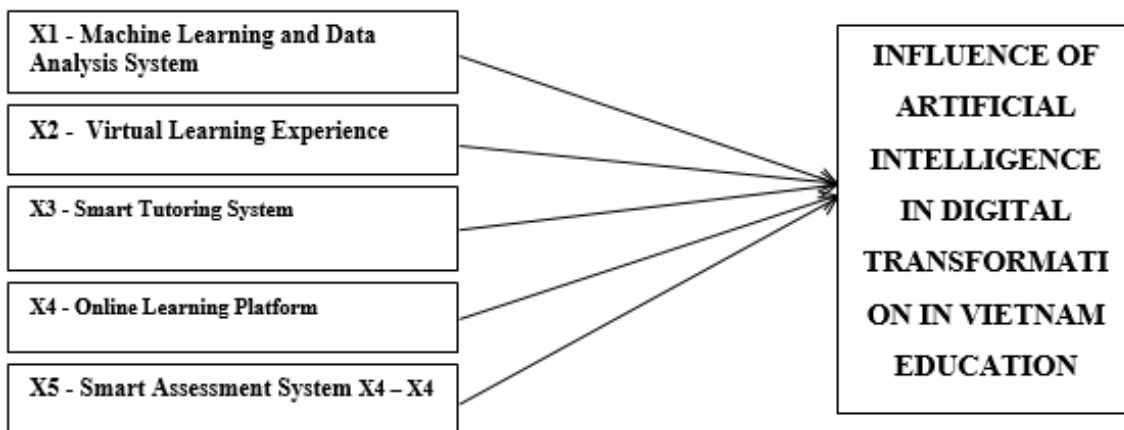 X1 - Machine Learning and Data
Analysis System
X2 - Virtual Learning Experience
X3 - Smart Tutoring System
X4 - Online Learning Platform
X5 - Smart Assessment System X4 – X4
INFLUENCE OF
ARTIFICIAL
INTELLIGENCE
IN DIGITAL
TRANSFORMATI
ON IN VIETNAM
EDUCATION